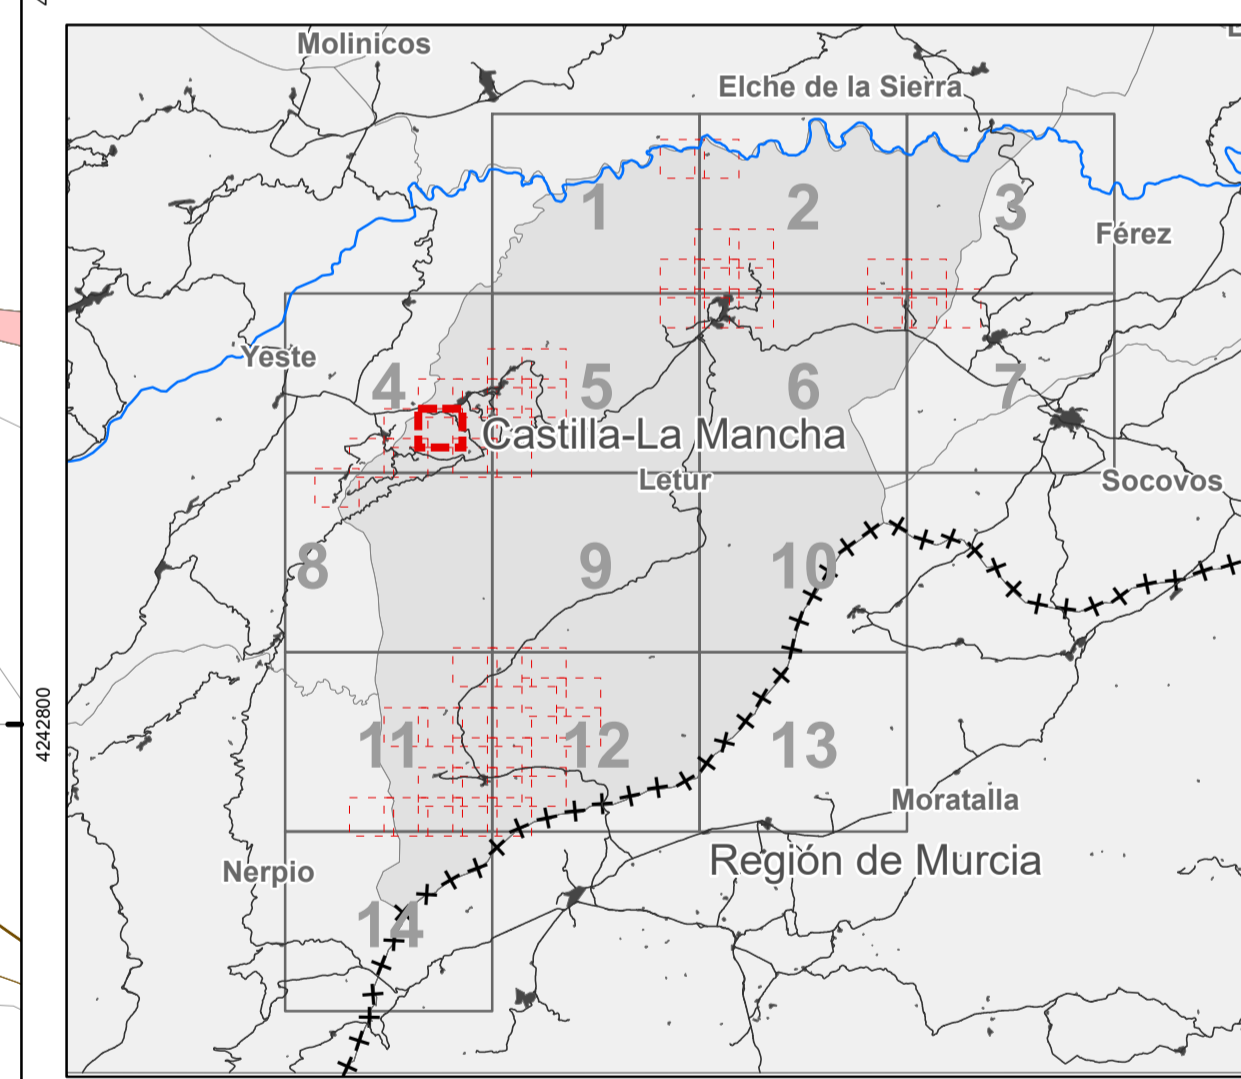 Molinicos
Elche de la Sierra
1
2
3
Férez
Yeste
4
5
6
7
Castilla-La Mancha
Letur
Socovos
8
9
10
4242800
11
12
13
Moratalla
Región de Murcia
Nerpio
14